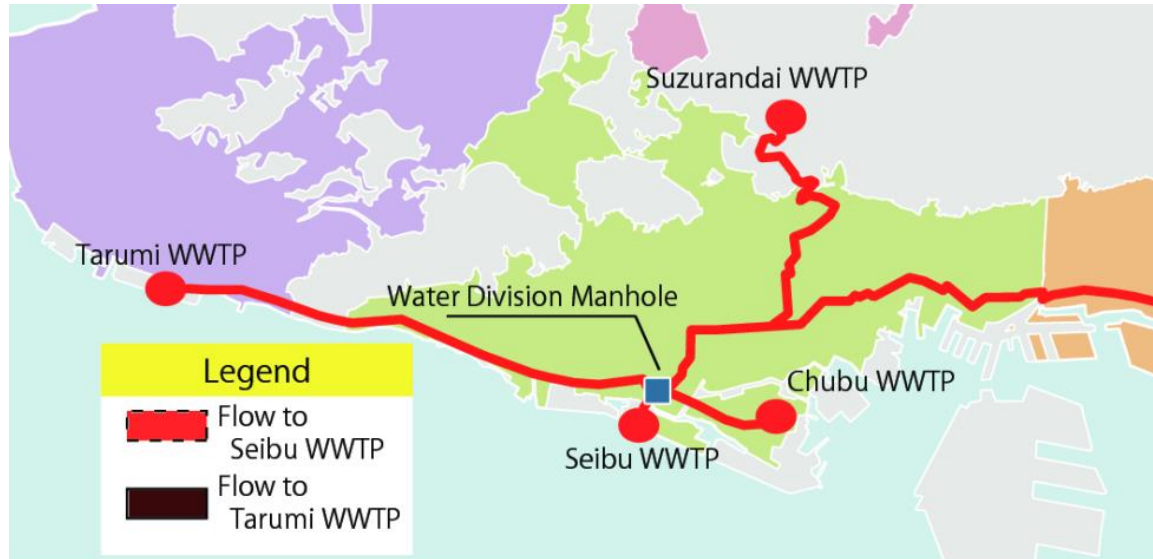 Suzurandai WWTP
Tarumi WWTP
Water Division Manhole
Chubu WWTP
Seibu WWTP
Legend
Flow to
Seibu WWTP
Flow to
Tarumi WWTP